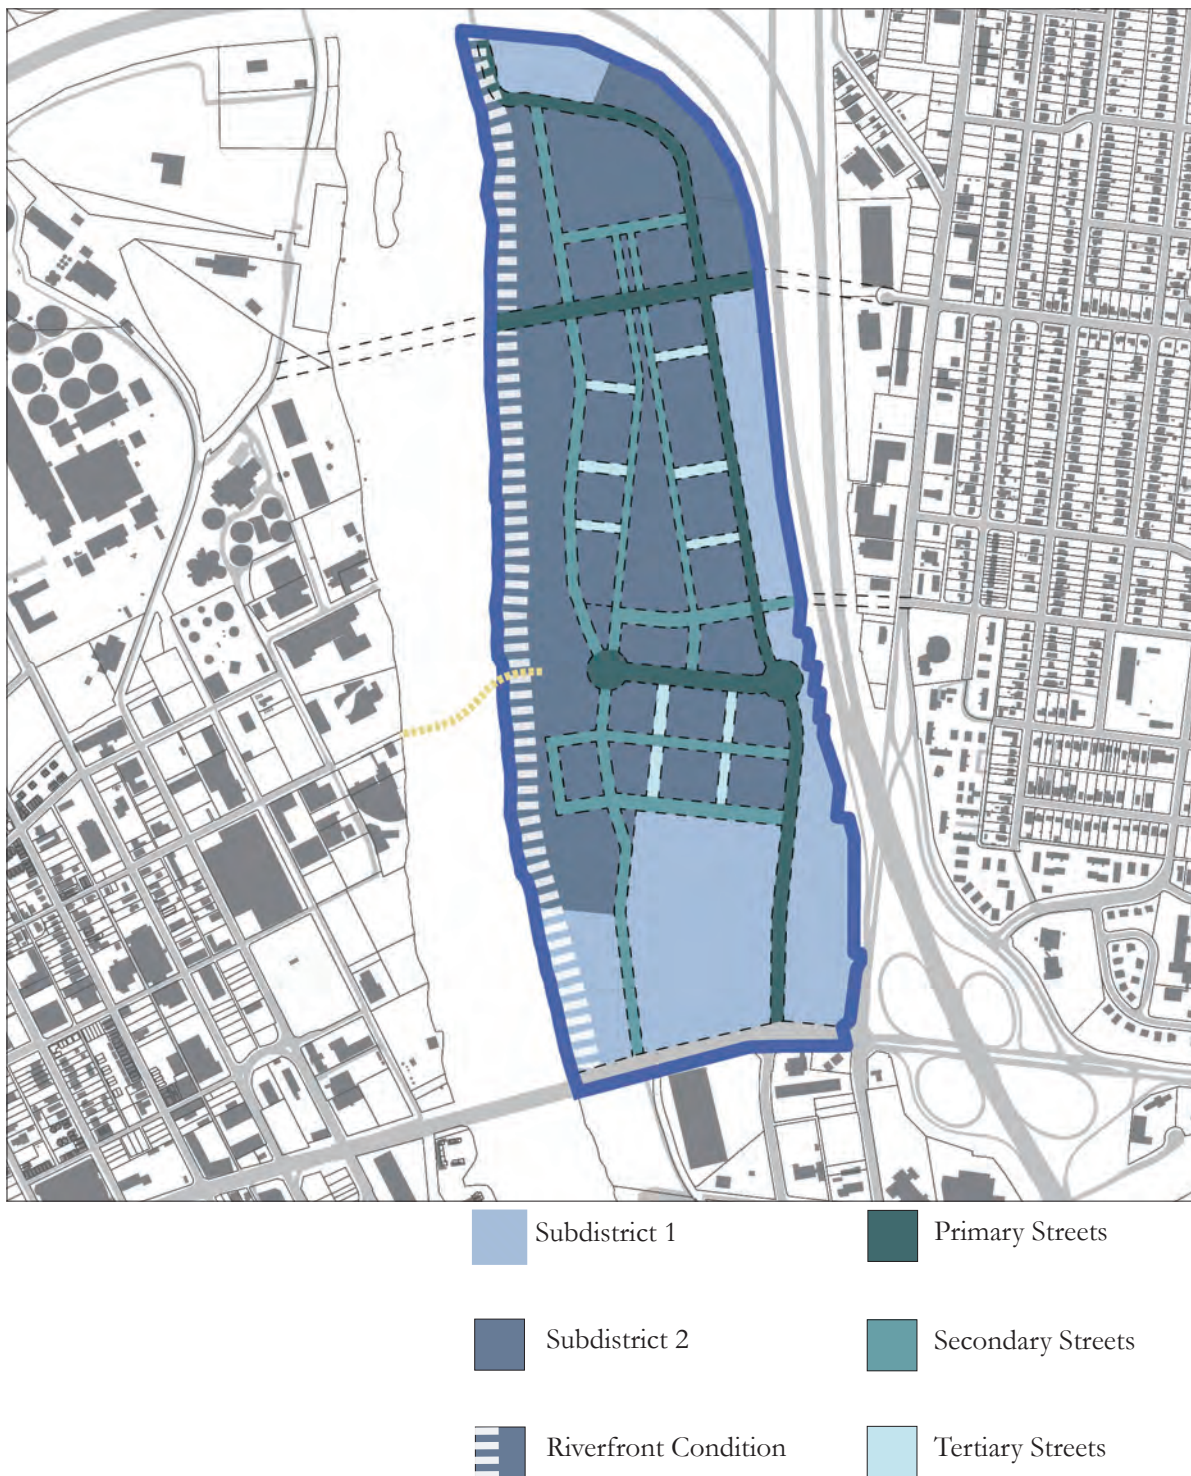 Subdistrict 1
Primary Streets
Subdistrict 2
Secondary Streets
Riverfront Condition
Tertiary Streets